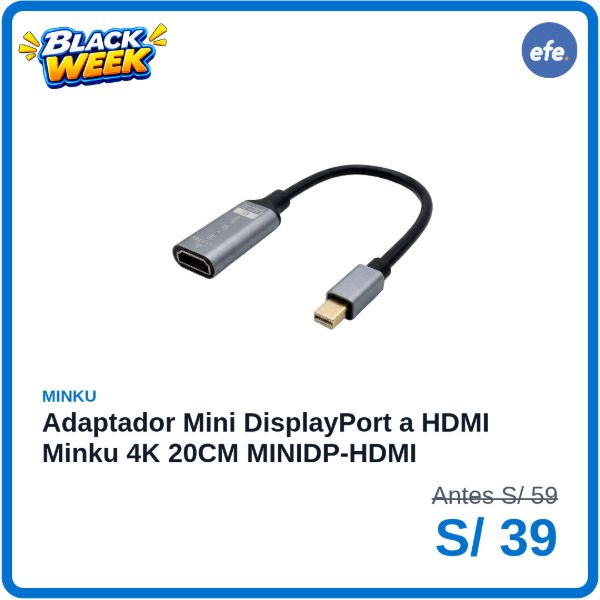 BLACK
WEEK
efe.
MINKU
Adaptador Mini DisplayPort a HDMI
Minku 4K 20CM MINIDP-HDMI
Antes S/ 59
S/ 39